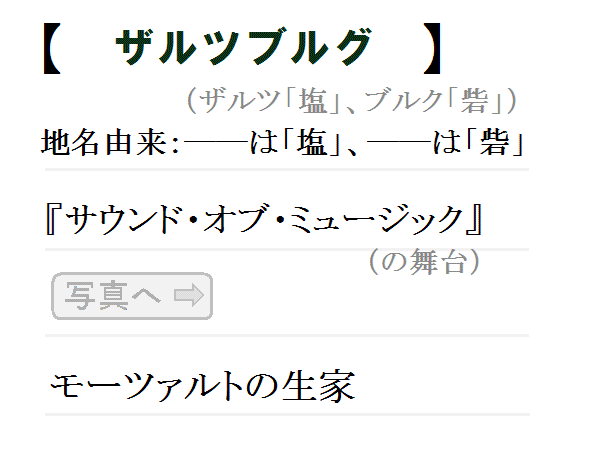 【 ザルツブルグ 】
（ザルツ「塩」、ブルク「砦」）
地名由来：――は「塩」、――は「砦」
『サウンド・オブ・ミュージック』
（の舞台）
写真へ ⇨
モーツァルトの生家